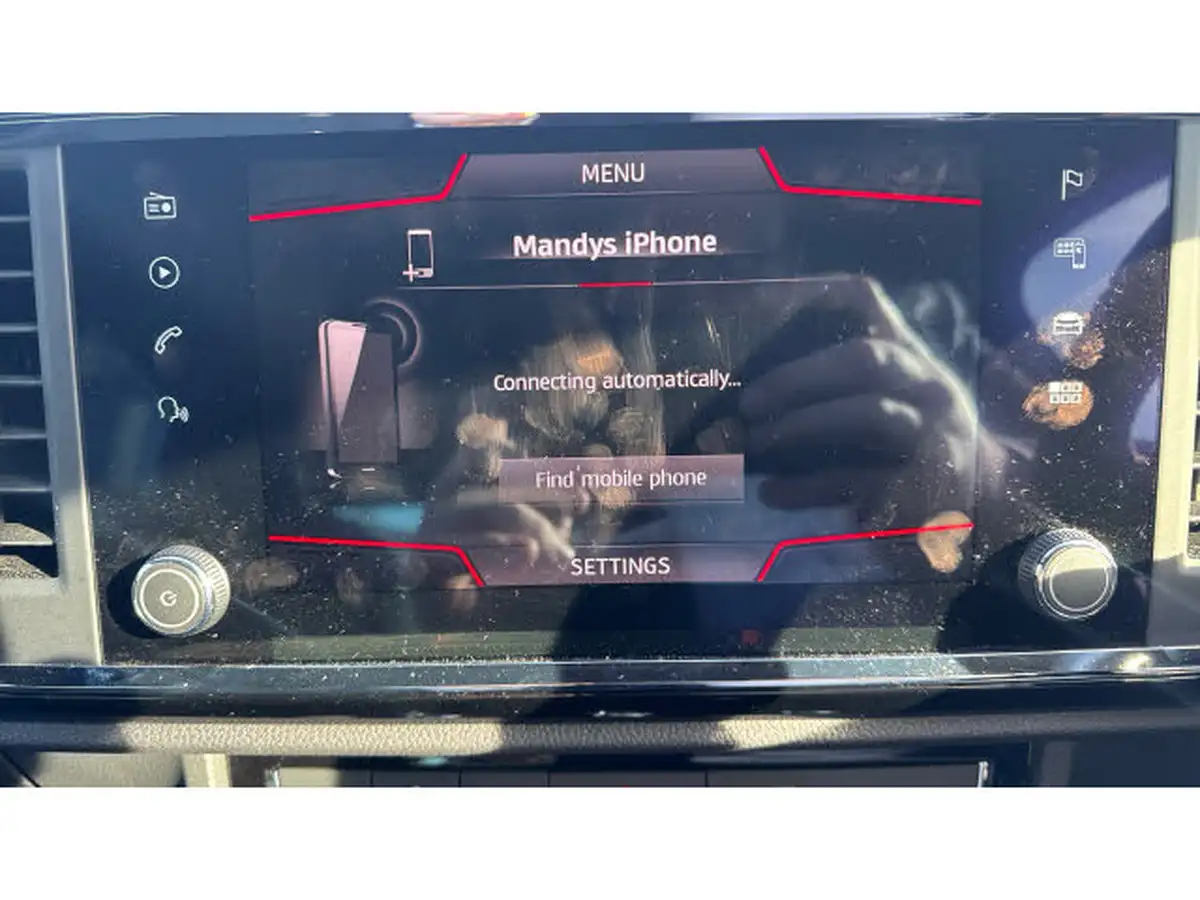 MENU
Mandys iPhone
Connecting automatically...
Find mobile phone
SETTINGS